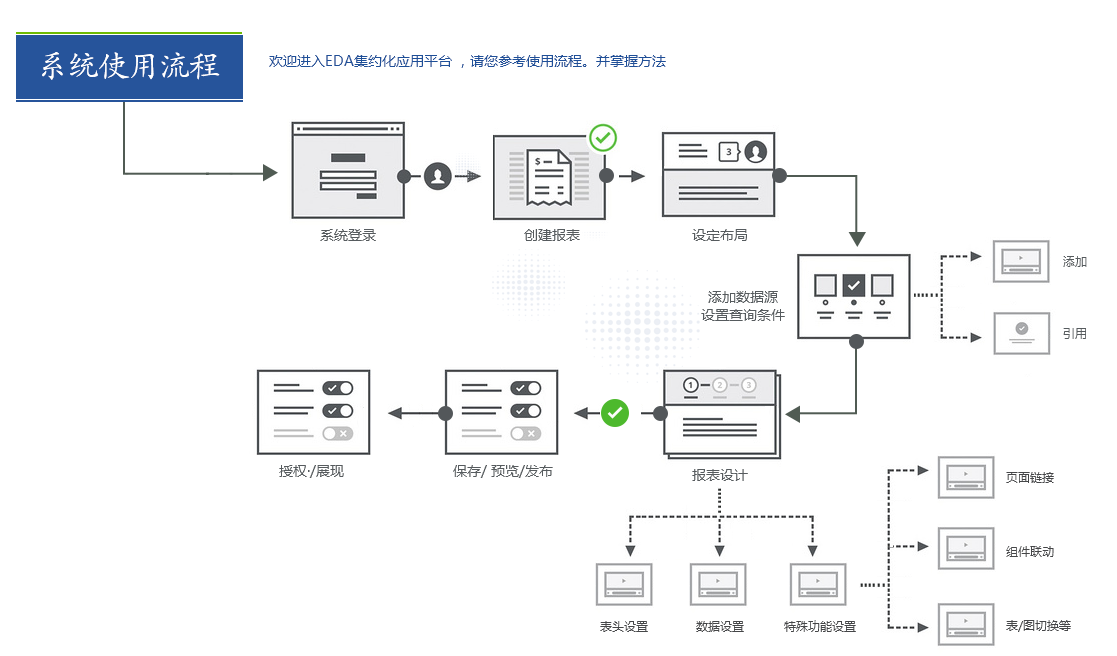 系统使用流程
欢迎进入EDA集约化应用平台 ，请您参考使用流程。并掌握方法
$
3
系统登录
创建报表
设定布局
添加数据源
设置查询条件
添加
引用
1 2 3
授权·/展现
保存/ 预览/发布
报表设计
页面链接
组件联动
表头设置
数据设置
特殊功能设置
表/图切换等